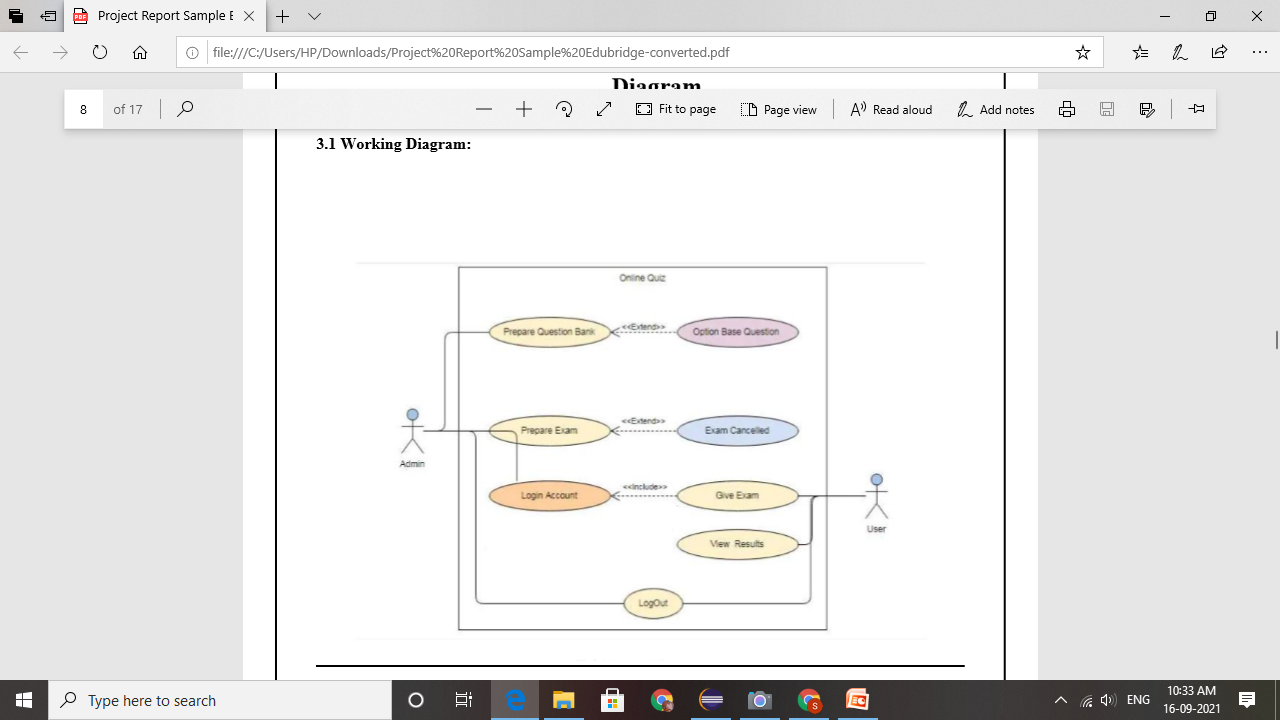 Project Report Sample E
file:///C:/Users/HP/Downloads/Project%20Report%20Sample%20Edubridge-converted.pdf
Diagram
8 of 17
Fit to page
Page view
Read aloud
Add notes
3.1 Working Diagram:
Online Quiz
Prepare Question Bank
<<Extend>>
Option Base Question
Prepare Exam
<<Extend>>
Exam Cancelled
Admin
Login Account
<<Include>>
Give Exam
User
View Results
LogOut
Type here to search
ENG
10:33 AM
16-09-2021